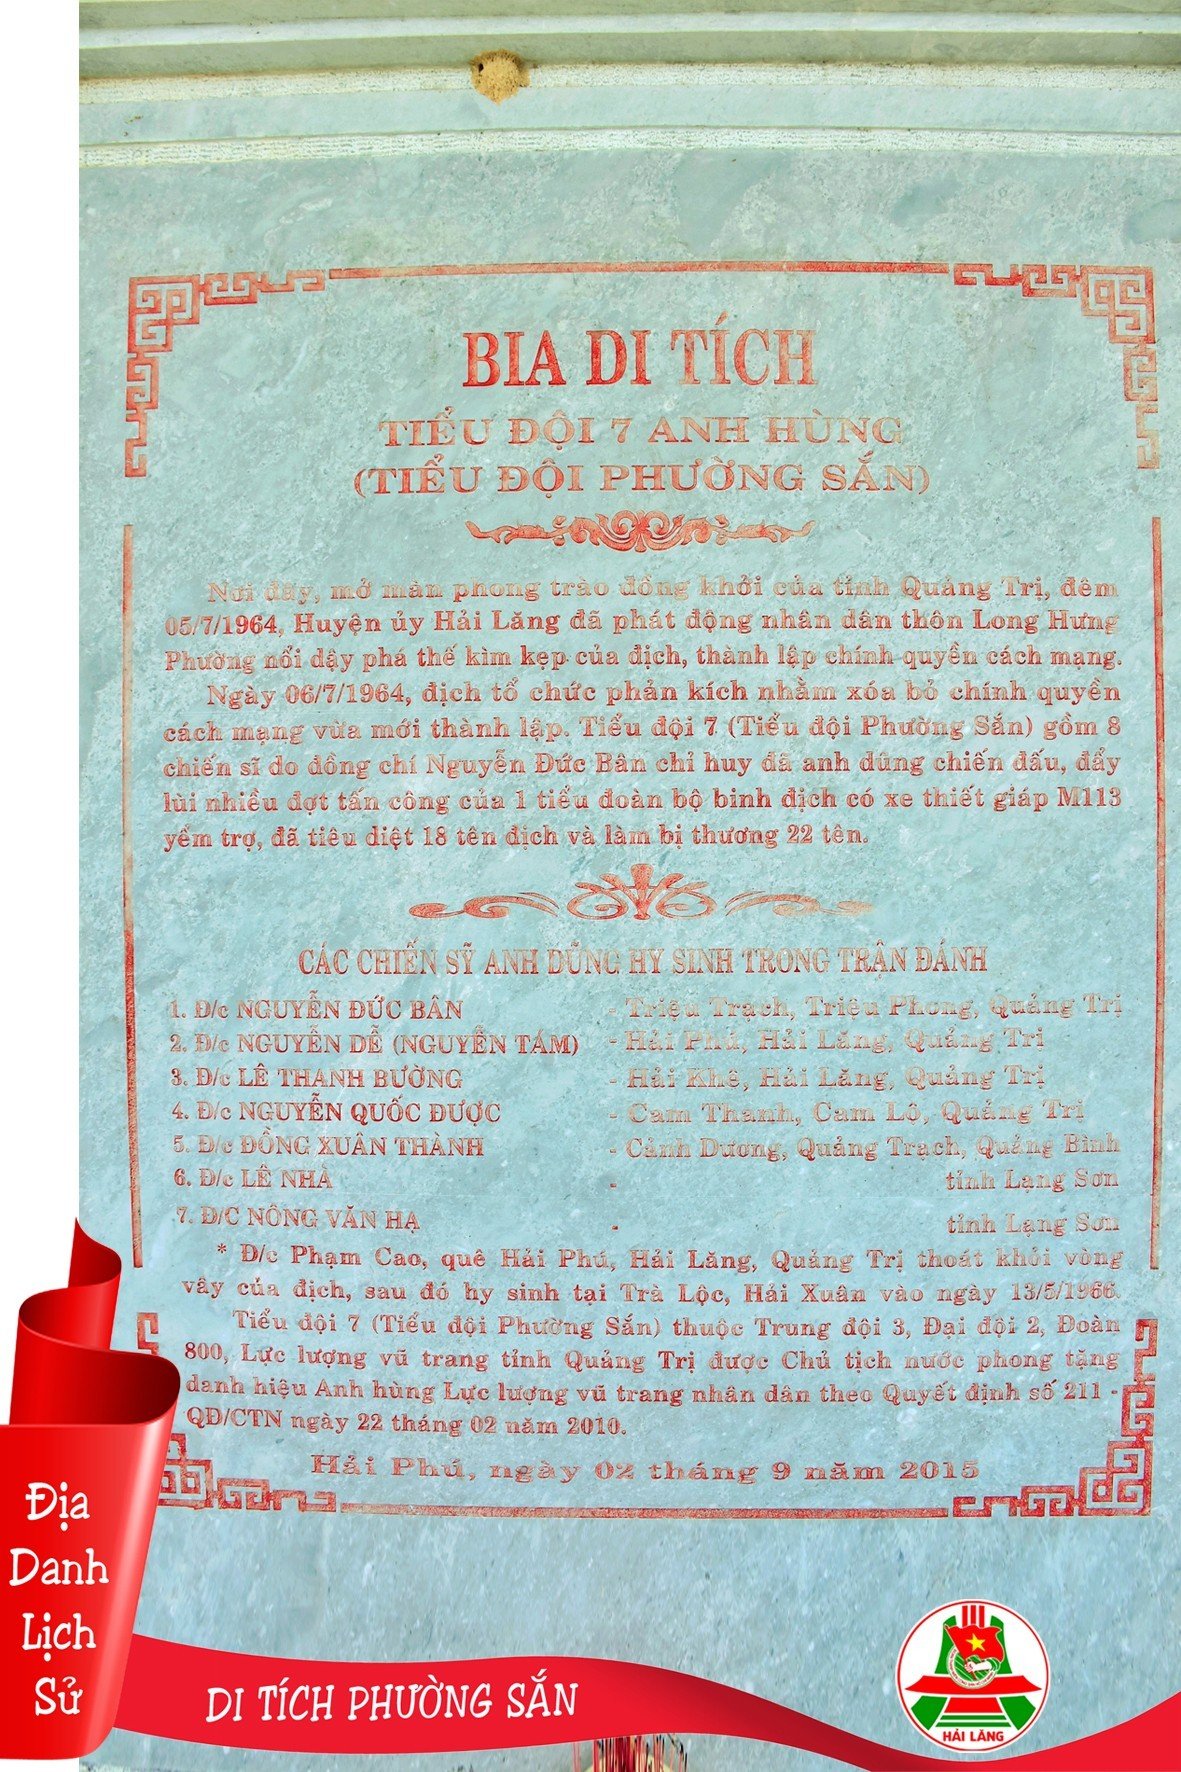 BIA DI TÍCH
TIỂU ĐỘI 7 ANH HÙNG
(TIỂU ĐỘI PHƯỜNG SẮN)
Nơi đây, mở màn phong trào đồng khởi của tỉnh Quảng Trị, đêm
05/7/1964, Huyện ủy Hải Lăng đã phát động nhân dân thôn Long Hưng
Phường nổi dậy phá thế kìm kẹp của địch, thành lập chính quyền cách mạng.
Ngày 06/7/1964, địch tổ chức phản kích nhằm xóa bỏ chính quyền
cách mạng vừa mới thành lập. Tiểu đội 7 (Tiểu đội Phường Sắn) gồm 8
chiến sĩ do đồng chí Nguyễn Đức Bân chỉ huy đã anh dũng chiến đấu, đẩy
lùi nhiều đợt tấn công của 1 tiểu đoàn bộ binh địch có xe thiết giáp M113
yểm trợ, đã tiêu diệt 18 tên địch và làm bị thương 22 tên.
CÁC CHIẾN SỸ ANH DŨNG HY SINH TRONG TRẬN ĐÁNH
1. Đ/c NGUYỄN ĐỨC BÂN - Triệu Trạch, Triệu Phong, Quảng Trị
2. Đ/c NGUYỄN DỄ (NGUYỄN TÁM) - Hải Phú, Hải Lăng, Quảng Trị
3. Đ/c LÊ THANH BƯỜNG - Hải Khê, Hải Lăng, Quảng Trị
4. Đ/c NGUYỄN QUỐC ĐƯỢC - Cam Thanh, Cam Lộ, Quảng Trị
5. Đ/c ĐỒNG XUÂN THÀNH - Cảnh Dương, Quảng Trạch, Quảng Bình
6. Đ/c LÊ NHẢ - tỉnh Lạng Sơn
7. Đ/C NÔNG VĂN HẠ - tỉnh Lạng Sơn
* Đ/c Phạm Cao, quê Hải Phú, Hải Lăng, Quảng Trị thoát khỏi vòng
vây của địch, sau đó hy sinh tại Trà Lộc, Hải Xuân vào ngày 13/5/1966.
Tiểu đội 7 (Tiểu đội Phường Sắn) thuộc Trung đội 3, Đại đội 2, Đoàn
800, Lực lượng vũ trang tỉnh Quảng Trị được Chủ tịch nước phong tặng
danh hiệu Anh hùng Lực lượng vũ trang nhân dân theo Quyết định số 211 -
QĐ/CTN ngày 22 tháng 02 năm 2010.
Hải Phú, ngày 02 tháng 9 năm 2015
Địa
Danh
Lịch
Sử
DI TÍCH PHƯỜNG SẮN
HẢI LĂNG